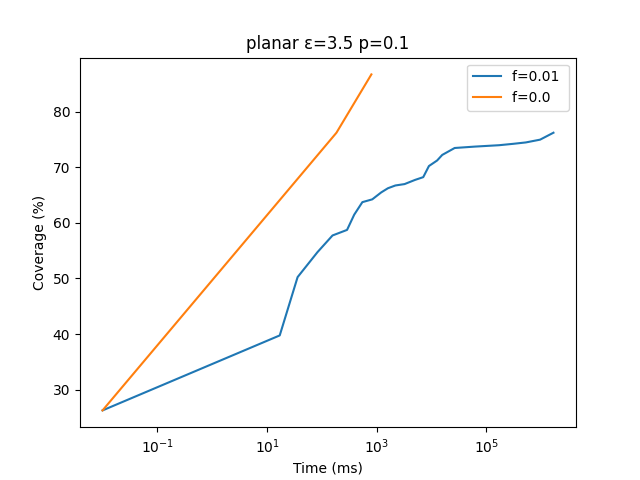 planar ε=3.5 p=0.1
f=0.01
f=0.0
80
70
60
50
40
30
Coverage (%)
10⁻¹ 10¹ 10³ 10⁵
Time (ms)